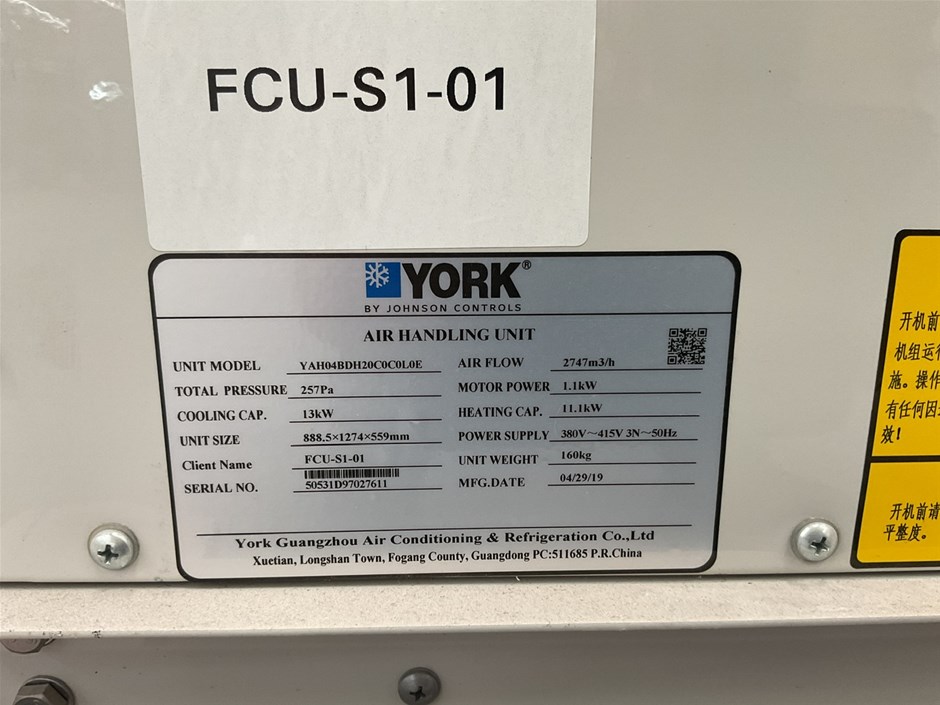 FCU-S1-01
YORK®
BY JOHNSON CONTROLS
AIR HANDLING UNIT
UNIT MODEL YAH04BDH20C0C0L0E AIR FLOW 2747m3/h
TOTAL PRESSURE 257Pa MOTOR POWER 1.1kW
COOLING CAP. 13kW HEATING CAP. 11.1kW
UNIT SIZE 888.5×1274×559mm POWER SUPPLY 380V～415V 3N～50Hz
Client Name FCU-S1-01 UNIT WEIGHT 160kg
SERIAL NO. 50531D97027611 MFG.DATE 04/29/19
York Guangzhou Air Conditioning & Refrigeration Co.,Ltd
Xuetian, Longshan Town, Fogang County, Guangdong PC:511685 P.R.China
开机前
机组运行
施。操作
有任何因
效!
开机前请
平整度。